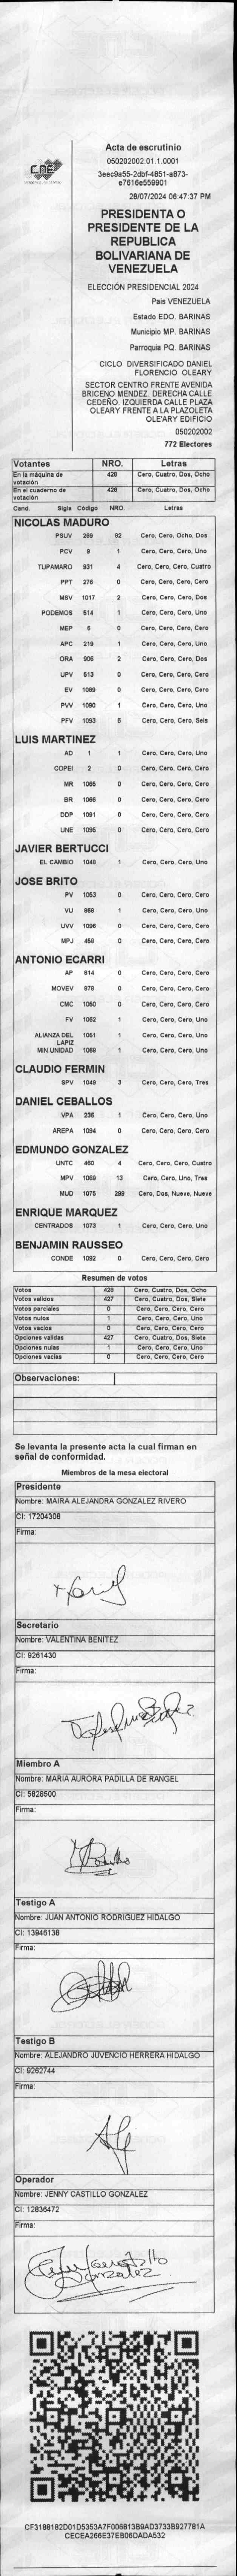 CNE
Acta de escrutinio
050202002.01.1.0001
3eec9a55-2dbf-4851-a873-
e7616e559901
28/07/2024 06:47:37 PM
PRESIDENTA O
PRESIDENTE DE LA
REPUBLICA
BOLIVARIANA DE
VENEZUELA
ELECCIÓN PRESIDENCIAL 2024
Pais VENEZUELA
Estado EDO. BARINAS
Municipio MP. BARINAS
Parroquia PQ. BARINAS
CICLO DIVERSIFICADO DANIEL
FLORENCIO OLEARY
SECTOR CENTRO FRENTE AVENIDA
BRICENO MENDEZ. DERECHA CALLE
CEDEÑO. IZQUIERDA CALLE PLAZA
OLEARY FRENTE A LA PLAZOLETA
OLEARY EDIFICIO
050202002
772 Electores
Votantes NRO. Letras
En la máquina de votación 428 Cero, Cuatro, Dos, Ocho
En el cuaderno de votación 428 Cero, Cuatro, Dos, Ocho
Cand. Sigla Código NRO. Letras
NICOLAS MADURO
PSUV 269 82 Cero, Cero, Ocho, Dos
PCV 9 1 Cero, Cero, Cero, Uno
TUPAMARO 931 4 Cero, Cero, Cero, Cuatro
PPT 276 0 Cero, Cero, Cero, Cero
MSV 1017 2 Cero, Cero, Cero, Dos
PODEMOS 514 1 Cero, Cero, Cero, Uno
MEP 6 0 Cero, Cero, Cero, Cero
APC 219 1 Cero, Cero, Cero, Uno
ORA 906 2 Cero, Cero, Cero, Dos
UPV 513 0 Cero, Cero, Cero, Cero
EV 1099 0 Cero, Cero, Cero, Cero
PVV 1090 1 Cero, Cero, Cero, Uno
PFV 1093 6 Cero, Cero, Cero, Seis
LUIS MARTINEZ
AD 1 1 Cero, Cero, Cero, Uno
COPEI 2 0 Cero, Cero, Cero, Cero
MR 1065 0 Cero, Cero, Cero, Cero
BR 1066 0 Cero, Cero, Cero, Cero
DDP 1091 0 Cero, Cero, Cero, Cero
UNE 1095 0 Cero, Cero, Cero, Cero
JAVIER BERTUCCI
EL CAMBIO 1048 1 Cero, Cero, Cero, Uno
JOSE BRITO
PV 1053 0 Cero, Cero, Cero, Cero
VU 868 1 Cero, Cero, Cero, Uno
UVV 1096 0 Cero, Cero, Cero, Cero
MPJ 458 0 Cero, Cero, Cero, Cero
ANTONIO ECARRI
AP 814 0 Cero, Cero, Cero, Cero
MOVEV 978 0 Cero, Cero, Cero, Cero
CMC 1050 0 Cero, Cero, Cero, Cero
FV 1062 1 Cero, Cero, Cero, Uno
ALIANZA DEL LAPIZ 1051 1 Cero, Cero, Cero, Uno
MIN UNIDAD 1069 1 Cero, Cero, Cero, Uno
CLAUDIO FERMIN
SPV 1049 3 Cero, Cero, Cero, Tres
DANIEL CEBALLOS
VPA 236 1 Cero, Cero, Cero, Uno
AREPA 1094 0 Cero, Cero, Cero, Cero
EDMUNDO GONZALEZ
UNTC 460 4 Cero, Cero, Cero, Cuatro
MPV 1068 13 Cero, Cero, Uno, Tres
MUD 1075 299 Cero, Dos, Nueve, Nueve
ENRIQUE MARQUEZ
CENTRADOS 1073 1 Cero, Cero, Cero, Uno
BENJAMIN RAUSSEO
CONDE 1092 0 Cero, Cero, Cero, Cero
Resumen de votos
Votos 428 Cero, Cuatro, Dos, Ocho
Votos validos 427 Cero, Cuatro, Dos, Siete
Votos parciales 0 Cero, Cero, Cero, Cero
Votos nulos 1 Cero, Cero, Cero, Uno
Votos vacios 0 Cero, Cero, Cero, Cero
Opciones validas 427 Cero, Cuatro, Dos, Siete
Opciones nulas 1 Cero, Cero, Cero, Uno
Opciones vacias 0 Cero, Cero, Cero, Cero
Observaciones:
Se levanta la presente acta la cual firman en
señal de conformidad.
Miembros de la mesa electoral
Presidente
Nombre: MAIRA ALEJANDRA GONZALEZ RIVERO
CI: 17204308
Firma:
Secretario
Nombre: VALENTINA BENITEZ
CI: 9261430
Firma:
Miembro A
Nombre: MARIA AURORA PADILLA DE RANGEL
CI: 5828500
Firma:
Testigo A
Nombre: JUAN ANTONIO RODRIGUEZ HIDALGO
CI: 13946138
Firma:
Testigo B
Nombre: ALEJANDRO JUVENCIO HERRERA HIDALGO
CI: 9262744
Firma:
Operador
Nombre: JENNY CASTILLO GONZALEZ
CI: 12836472
Firma:
CF3188182D01D5353A7F006813B9AD3733B927781A
CECEA266E37EB06DADA532